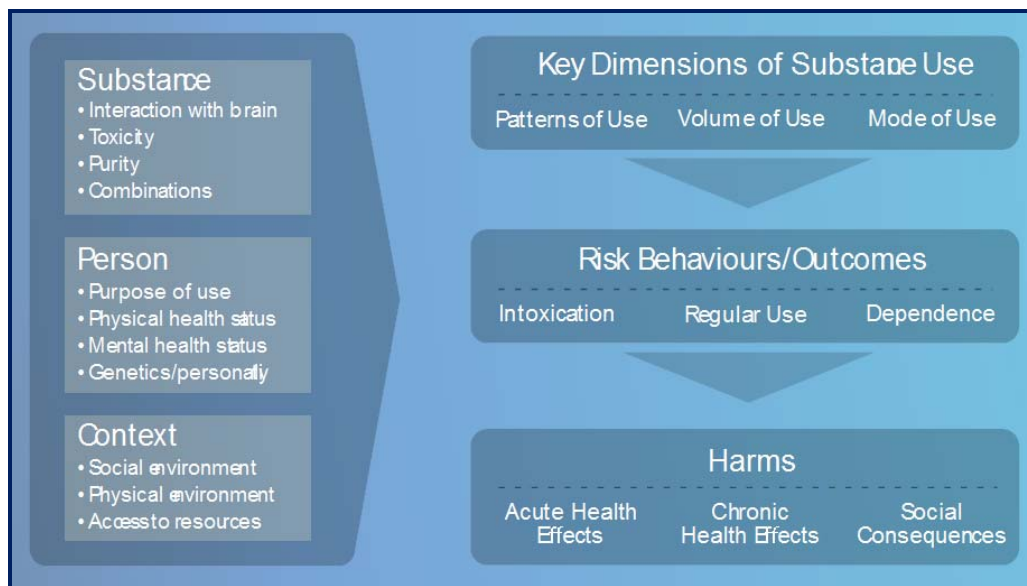 Substance
• Interaction with brain
• Toxicity
• Purity
• Combinations
Person
• Purpose of use
• Physical health status
• Mental health status
• Genetics/personality
Context
• Social environment
• Physical environment
• Access to resources
Key Dimensions of Substance Use
Patterns of Use Volume of Use Mode of Use
Risk Behaviours/Outcomes
Intoxication Regular Use Dependence
Harms
Acute Health Chronic Social
Effects Health Effects Consequences